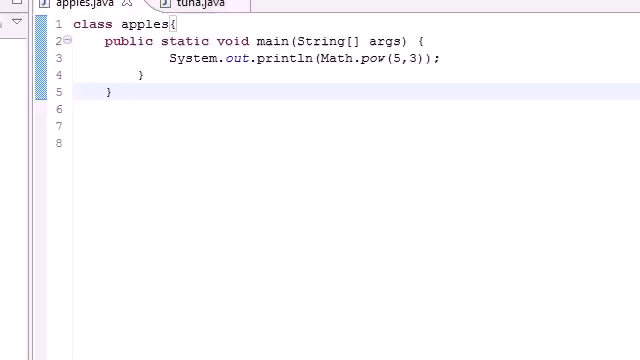 apples.java tuna.java
1 class apples{
2 public static void main(String[] args) {
3 System.out.println(Math.pow(5,3));
4 }
5 }
6
7
8